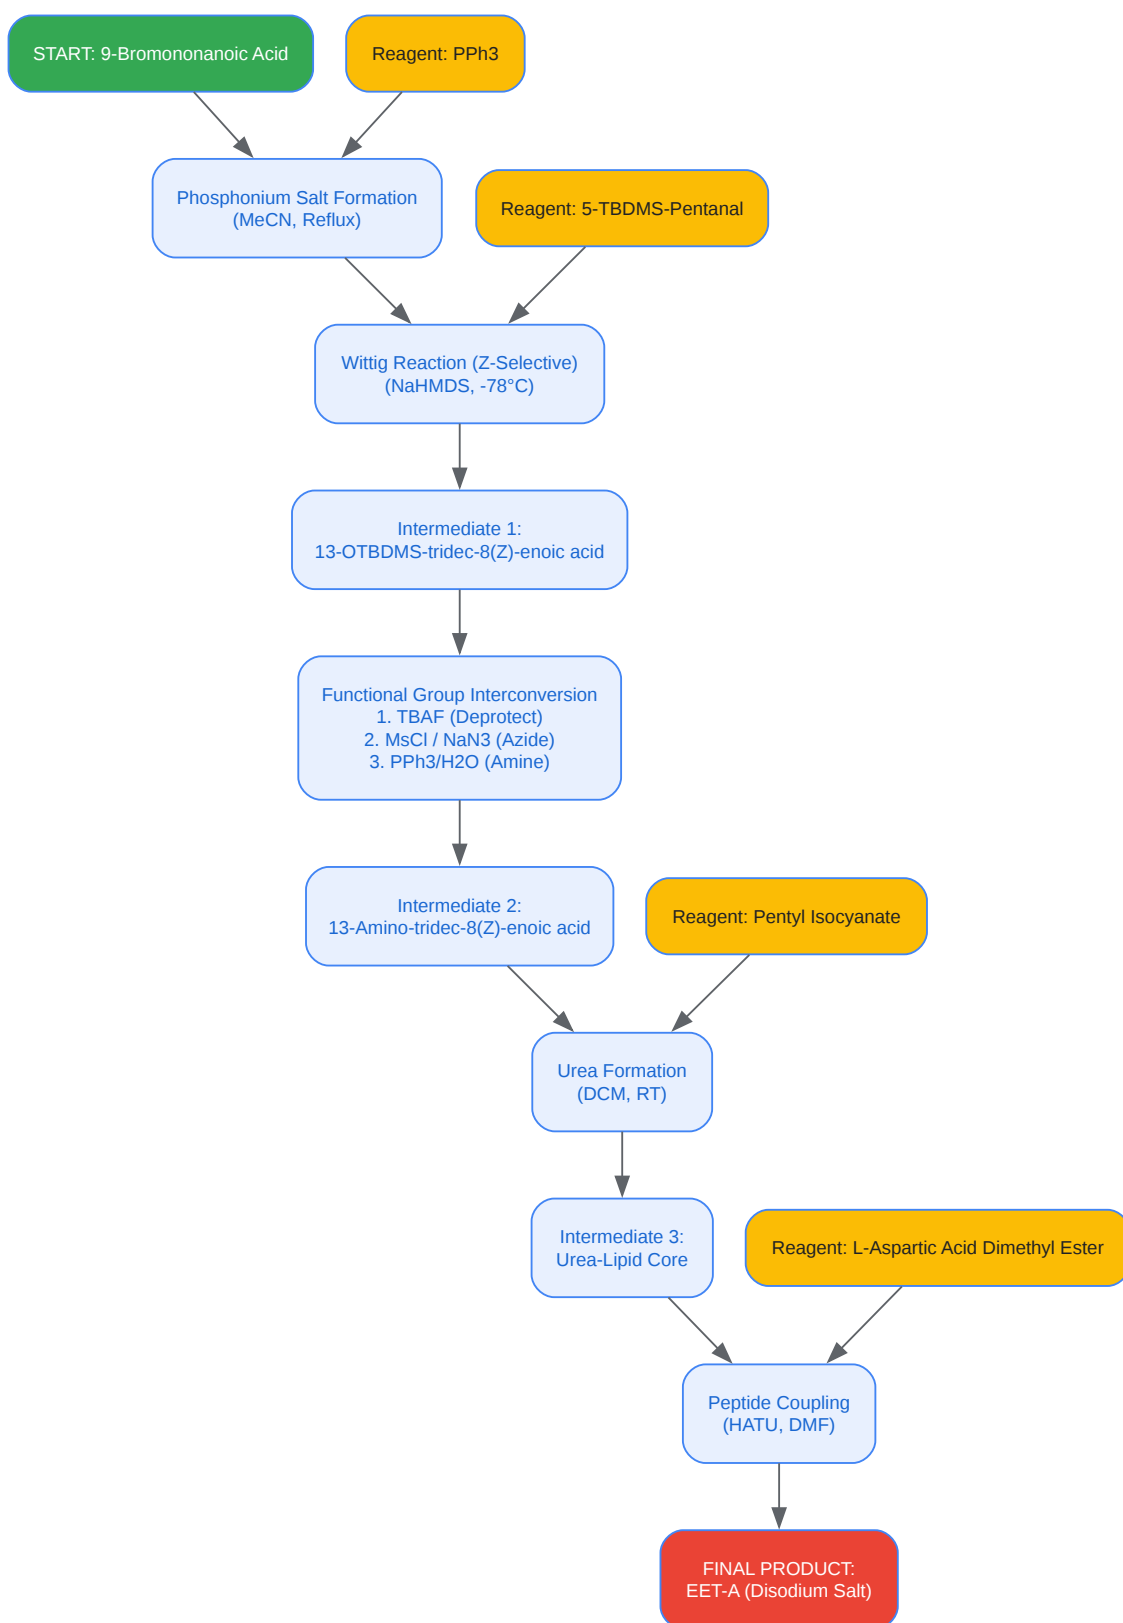 START: 9-Bromononanoic Acid
Reagent: PPh3
Phosphonium Salt Formation
(MeCN, Reflux)
Reagent: 5-TBDMS-Pentanal
Wittig Reaction (Z-Selective)
(NaHMDS, -78°C)
Intermediate 1:
13-OTBDMS-tridec-8(Z)-enoic acid
Functional Group Interconversion
1. TBAF (Deprotect)
2. MsCl / NaN3 (Azide)
3. PPh3/H2O (Amine)
Intermediate 2:
13-Amino-tridec-8(Z)-enoic acid
Reagent: Pentyl Isocyanate
Urea Formation
(DCM, RT)
Intermediate 3:
Urea-Lipid Core
Reagent: L-Aspartic Acid Dimethyl Ester
Peptide Coupling
(HATU, DMF)
FINAL PRODUCT:
EET-A (Disodium Salt)